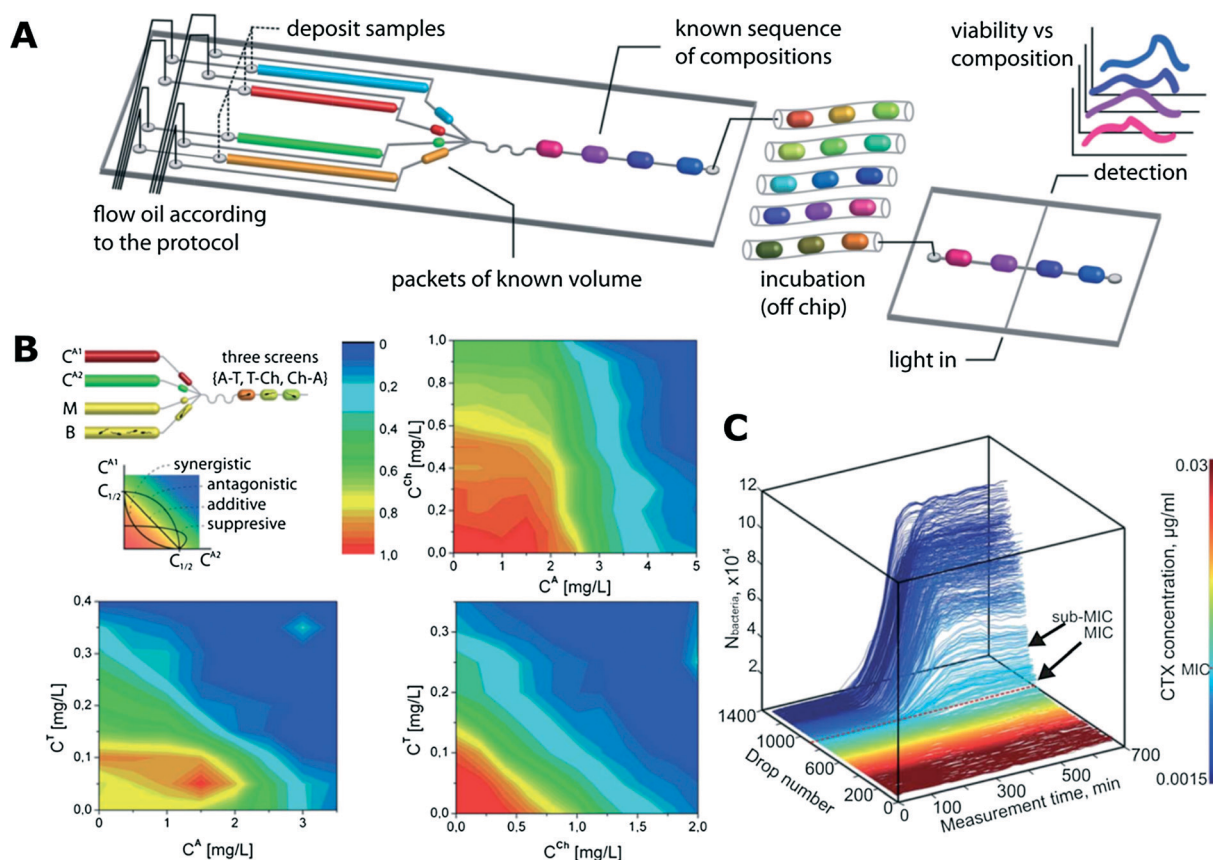 A
deposit samples
known sequence
of compositions
viability vs
composition
flow oil according
to the protocol
packets of known volume
incubation
(off chip)
detection
light in
B
C^A1
C^A2
M
B
three screens
{A-T, T-Ch, Ch-A}
C^A1
C1/2
synergistic
antagonistic
additive
suppresive
C1/2 C^A2
0
0,2
0,4
0.6
0.8
1,0
C^Ch [mg/L]
1.0
0.8
0.6
0.4
0.2
0.0
0 1 2 3 4 5
C^A [mg/L]
C^T [mg/L]
0.4
0.3
0.2
0.1
0.0
0 1 2 3
C^A [mg/L]
C^T [mg/L]
0.3
0.2
0.1
0.0
0,0 0,5 1,0 1,5 2,0
C^Ch [mg/L]
C
Nbacteria, x10^-4
12
10
8
6
4
2
sub-MIC
MIC
1400
1000
600
200
0
Drop number
0 100 300 500 700
Measurement time, min
0.03
MIC
0.0015
CTX concentration, µg/ml